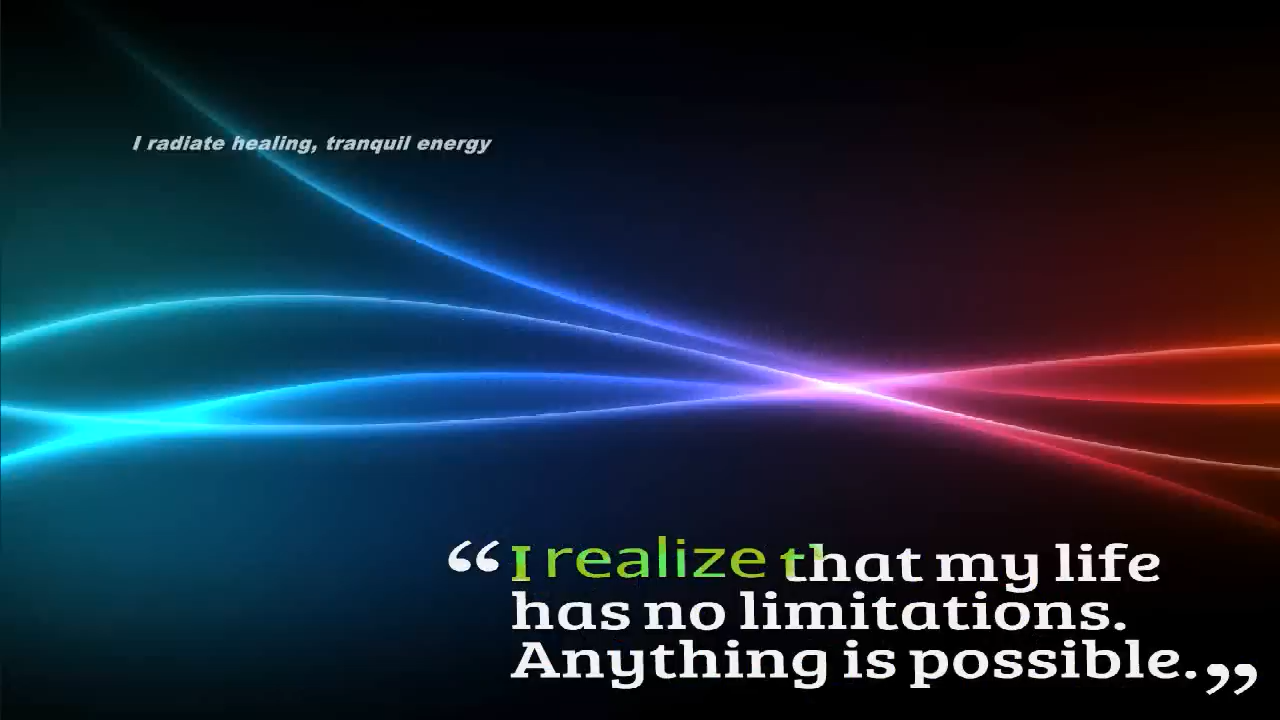 I radiate healing, tranquil energy
“I realize that my life
has no limitations.
Anything is possible.”